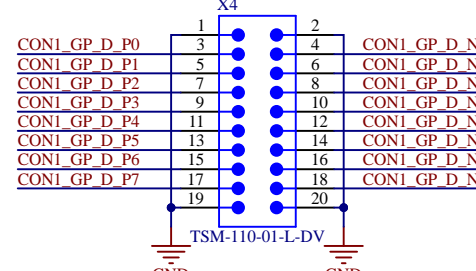 X4
1 2
CON1_GP_D_P0 3 4 CON1_GP_D_N
CON1_GP_D_P1 5 6 CON1_GP_D_N
CON1_GP_D_P2 7 8 CON1_GP_D_N
CON1_GP_D_P3 9 10 CON1_GP_D_N
CON1_GP_D_P4 11 12 CON1_GP_D_N
CON1_GP_D_P5 13 14 CON1_GP_D_N
CON1_GP_D_P6 15 16 CON1_GP_D_N
CON1_GP_D_P7 17 18 CON1_GP_D_N
19 20
TSM-110-01-L-DV
GND GND